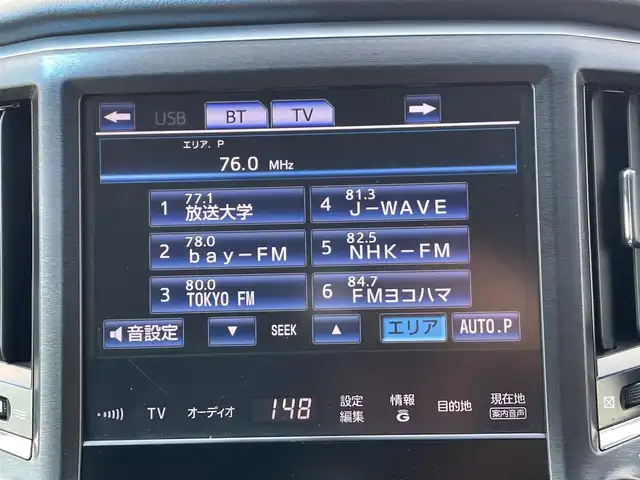 USB BT TV
エリア. P
76.0 MHz
1 77.1 放送大学
4 81.3 J-WAVE
2 78.0 bay-FM
5 82.5 NHK-FM
3 80.0 TOKYO FM
6 84.7 FMヨコハマ
音設定 SEEK エリア AUTO.P
TV オーディオ 148 設定編集 情報 G 目的地 現在地 案内音声